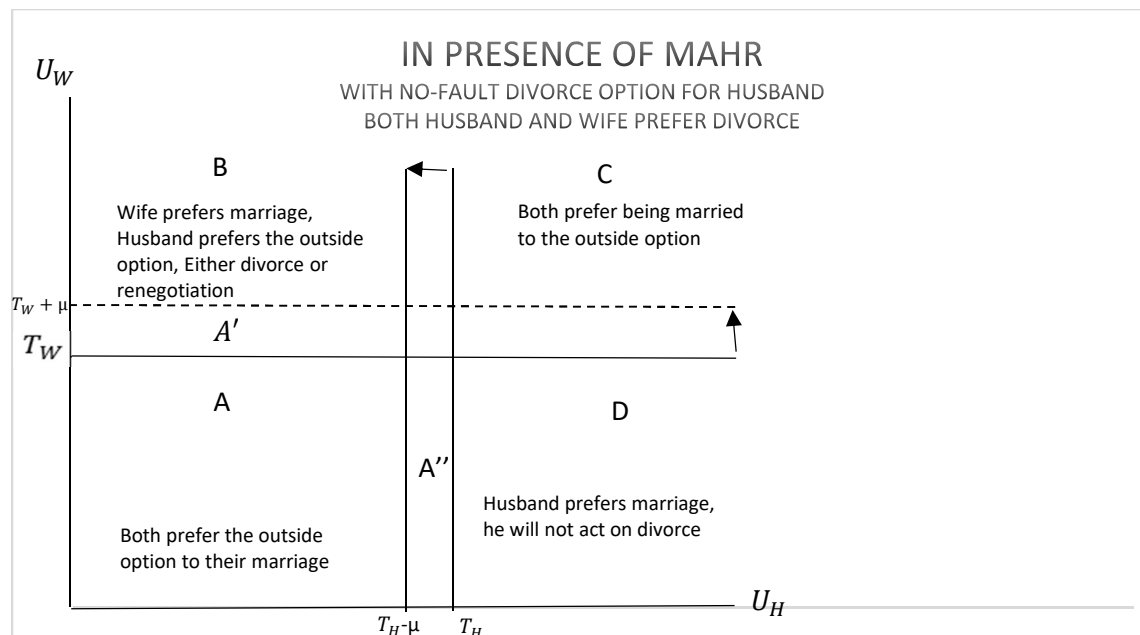 IN PRESENCE OF MAHR
WITH NO-FAULT DIVORCE OPTION FOR HUSBAND
BOTH HUSBAND AND WIFE PREFER DIVORCE
U_W
B
Wife prefers marriage,
Husband prefers the outside
option, Either divorce or
renegotiation
C
Both prefer being married
to the outside option
T_W + μ
A′
T_W
A
Both prefer the outside
option to their marriage
A''
D
Husband prefers marriage,
he will not act on divorce
T_H-μ
T_H
U_H